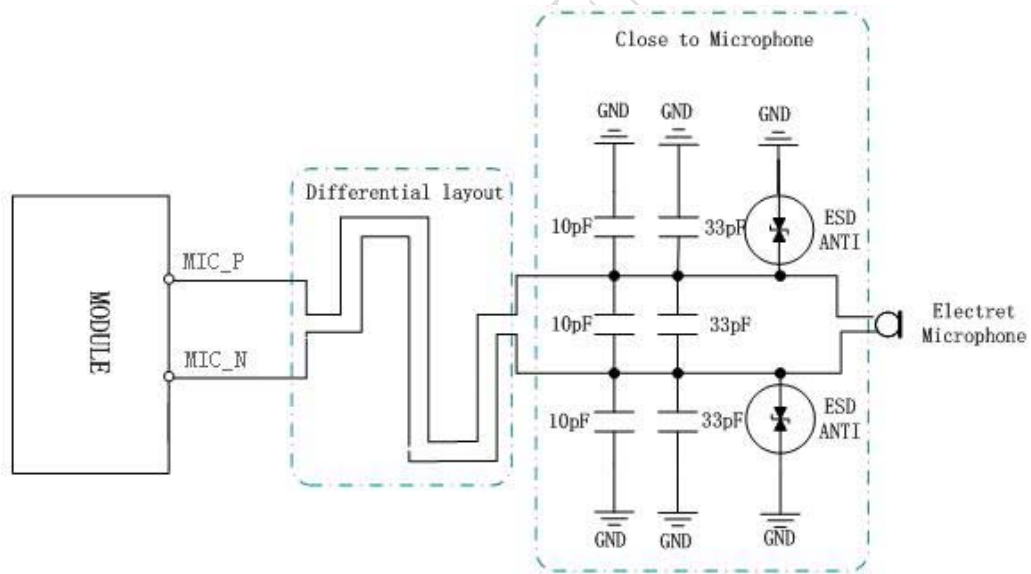 Close to Microphone
GND
GND
GND
Differential layout
10pF
33pF
ESD
ANTI
MIC_P
MODULE
10pF
33pF
Electret
Microphone
MIC_N
10pF
33pF
ESD
ANTI
GND
GND
GND